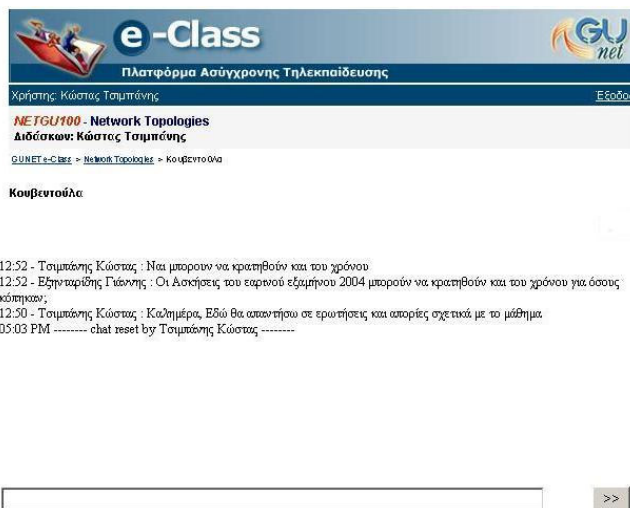 e-Class
GU
net
Πλατφόρμα Ασύγχρονης Τηλεκπαίδευσης
Χρήστης: Κώστας Τσιμπάνης
Έξοδο
NETGU100 - Network Topologies
Διδάσκων: Κώστας Τσιμπάνης
GUNET e-Class > Network Topologies > Κουβεντούλα
Κουβεντούλα
12:52 - Τσιμπάνης Κώστας : Ναι μπορουν να κρατηθούν και του χρόνου
12:52 - Εξηνταρίδης Γιάννης : Οι Ασκήσεις του εαρινού εξαμήνου 2004 μπορούν να κρατηθούν και του χρόνου για όσους
κόπηκαν;
12:50 - Τσιμπάνης Κώστας : Καλημέρα, Εδώ θα απαντήσω σε ερωτήσεις και απορίες σχετικά με το μάθημα
05:03 PM -------- chat reset by Τσιμπάνης Κώστας --------
>>